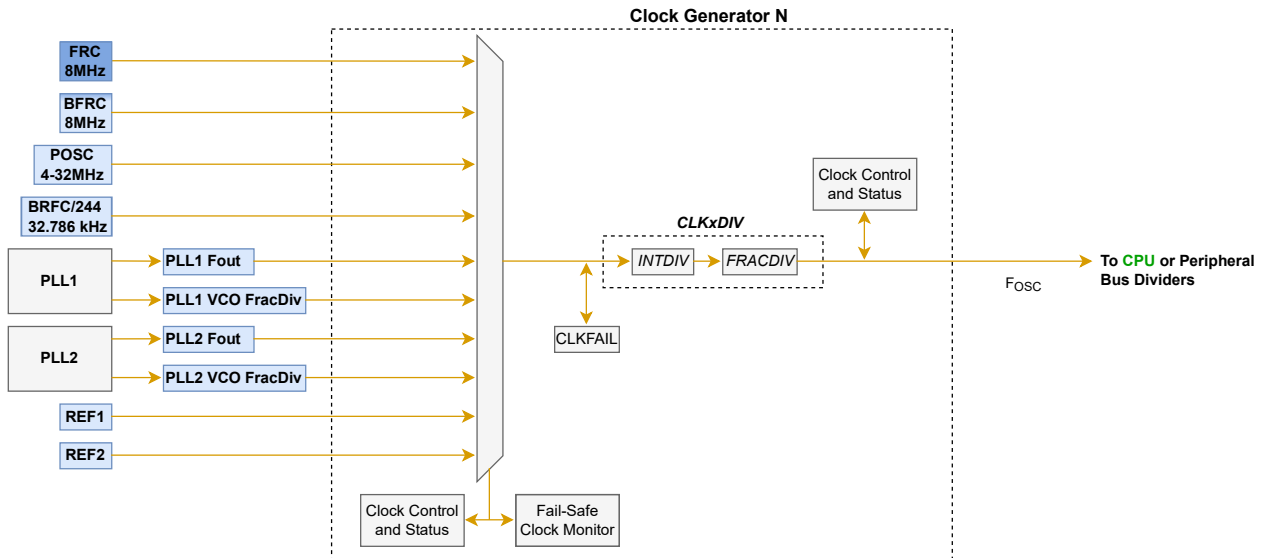 Clock Generator N
FRC
8MHz
BFRC
8MHz
POSC
4-32MHz
BRFC/244
32.786 kHz
PLL1
PLL1 Fout
PLL1 VCO FracDiv
PLL2
PLL2 Fout
PLL2 VCO FracDiv
REF1
REF2
Clock Control
and Status
Fail-Safe
Clock Monitor
CLKFAIL
CLKxDIV
INTDIV
FRACDIV
Clock Control
and Status
FOSC
To CPU or Peripheral
Bus Dividers